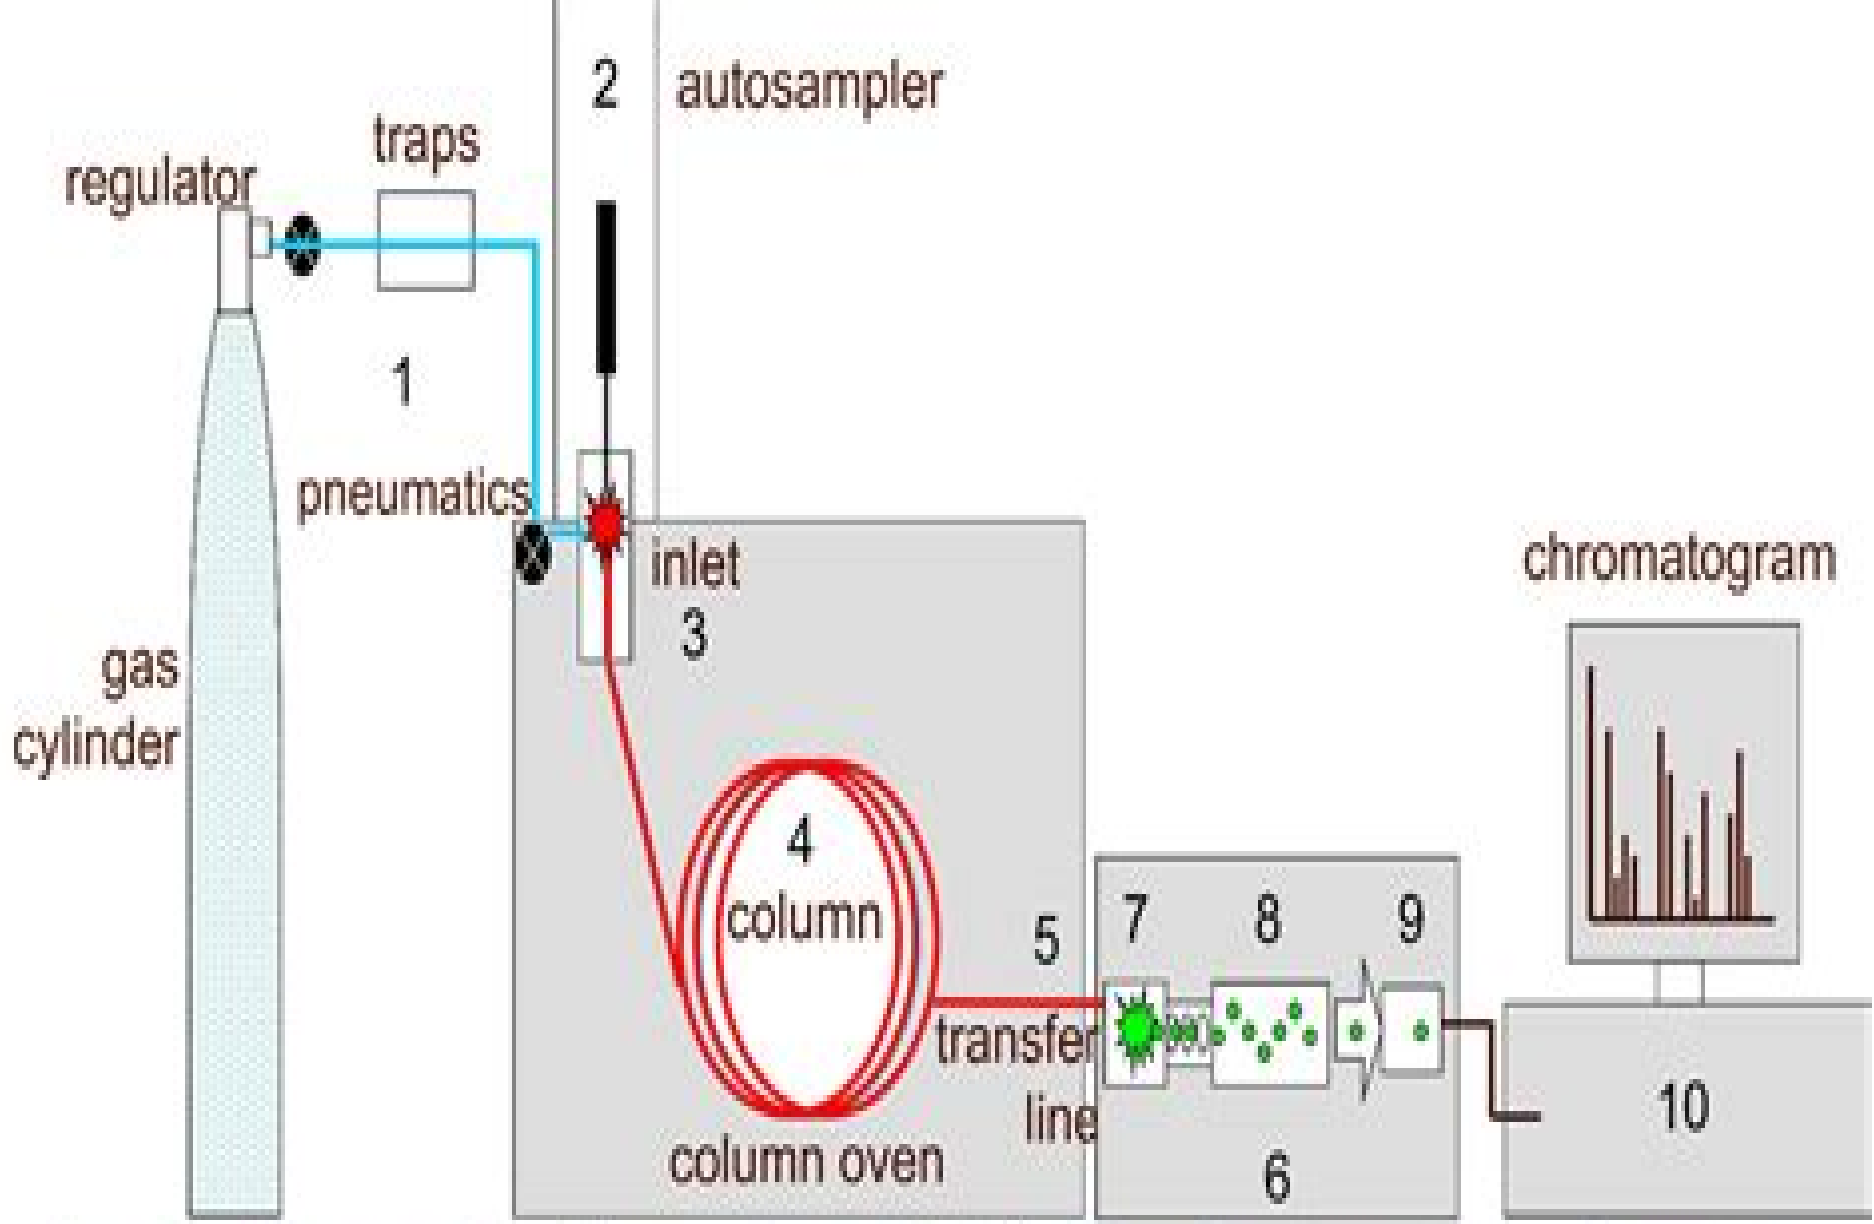 2
autosampler
traps
regulator
1
pneumatics
inlet
3
chromatogram
gas
cylinder
4
column
5
7
8
9
transfer
line
column oven
6
10